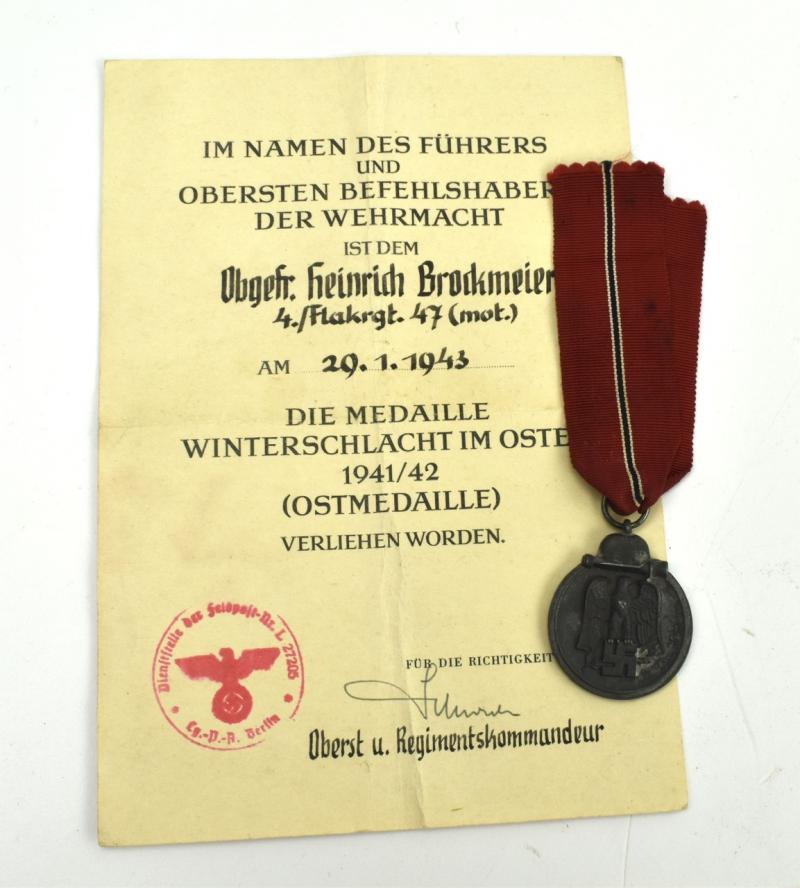 IM NAMEN DES FÜHRERS
UND
OBERSTEN BEFEHLSHABER
DER WEHRMACHT
IST DEM
Obgefr. Heinrich Brockmeier
4./Flakrgt. 47 (mot.)
AM 29.1.1943
DIE MEDAILLE
WINTERSCHLACHT IM OSTE
1941/42
(OSTMEDAILLE)
VERLIEHEN WORDEN.
FÜR DIE RICHTIGKEIT
Oberst u. Regimentskommandeur
Dienststelle der Feldpost-Nr. L 27205
Lg.-P.-A. Berlin